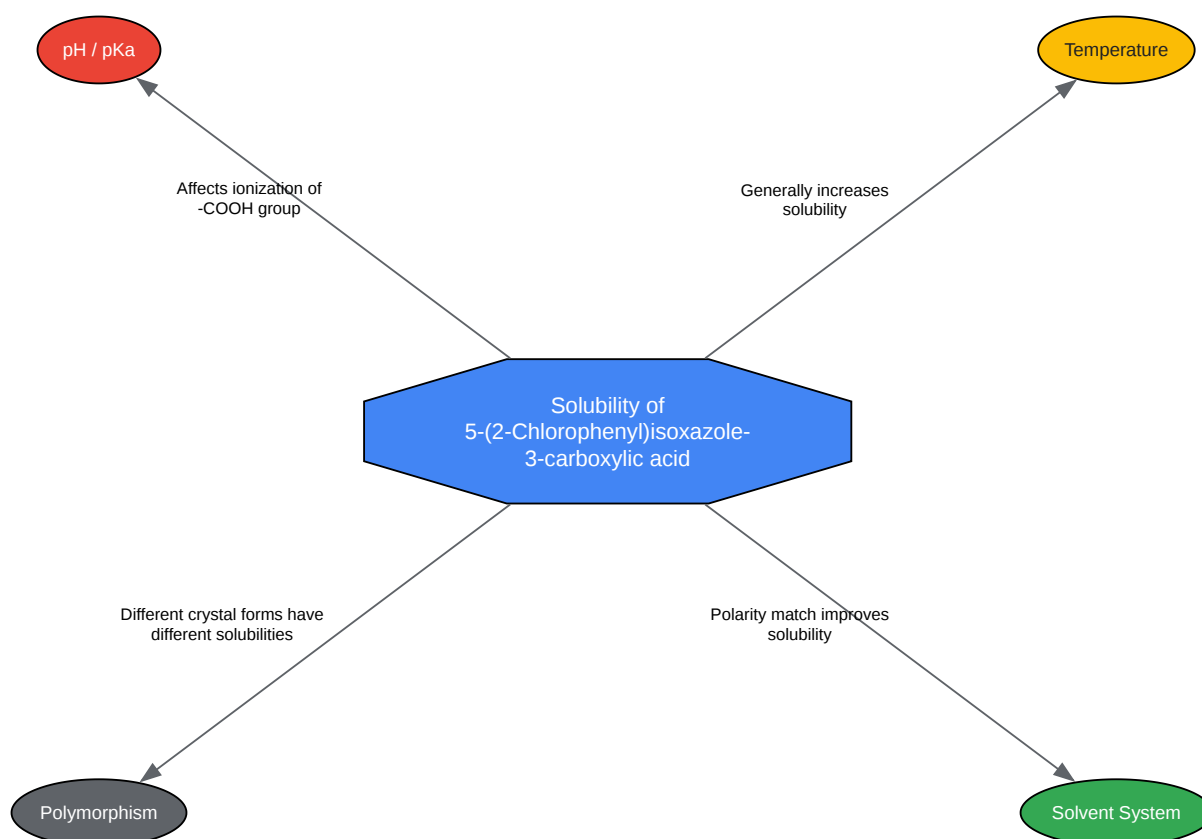 pH / pKa
Temperature
Affects ionization of
-COOH group
Generally increases
solubility
Solubility of
5-(2-Chlorophenyl)isoxazole-
3-carboxylic acid
Different crystal forms have
different solubilities
Polarity match improves
solubility
Polymorphism
Solvent System